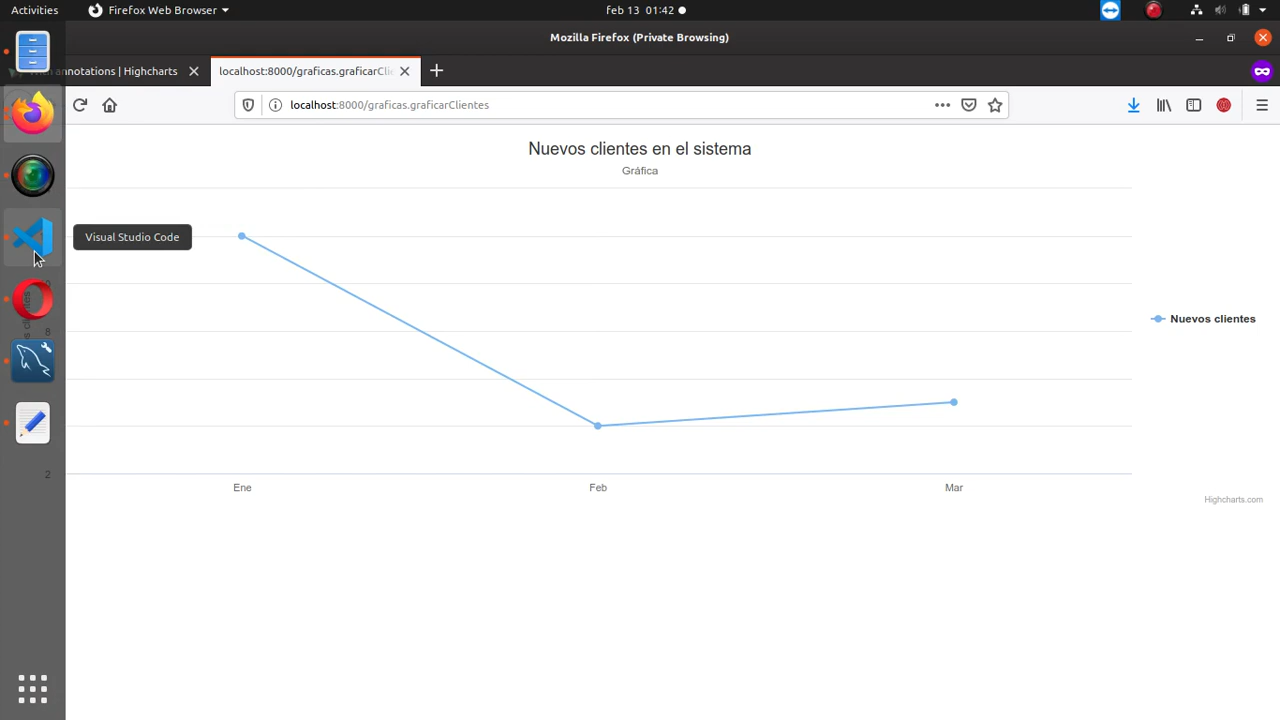 Activities
Firefox Web Browser
feb 13 01:42
Mozilla Firefox (Private Browsing)
annotations | Highcharts
localhost:8000/graficas.graficarClie
localhost:8000/graficas.graficarClientes
Nuevos clientes en el sistema
Gráfica
Visual Studio Code
s clientes
8
Nuevos clientes
2
Ene
Feb
Mar
Highcharts.com